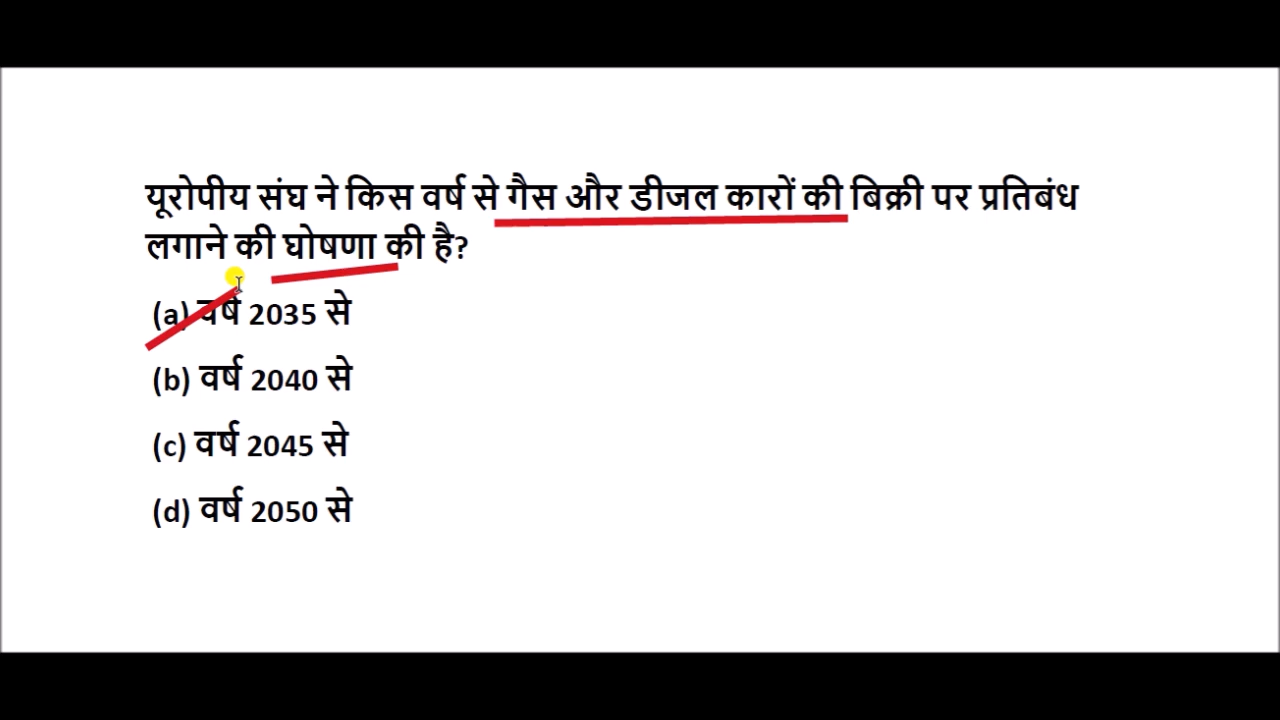 यूरोपीय संघ ने किस वर्ष से गैस और डीजल कारों की बिक्री पर प्रतिबंध
लगाने की घोषणा की है?
(a) वर्ष 2035 से
(b) वर्ष 2040 से
(c) वर्ष 2045 से
(d) वर्ष 2050 से